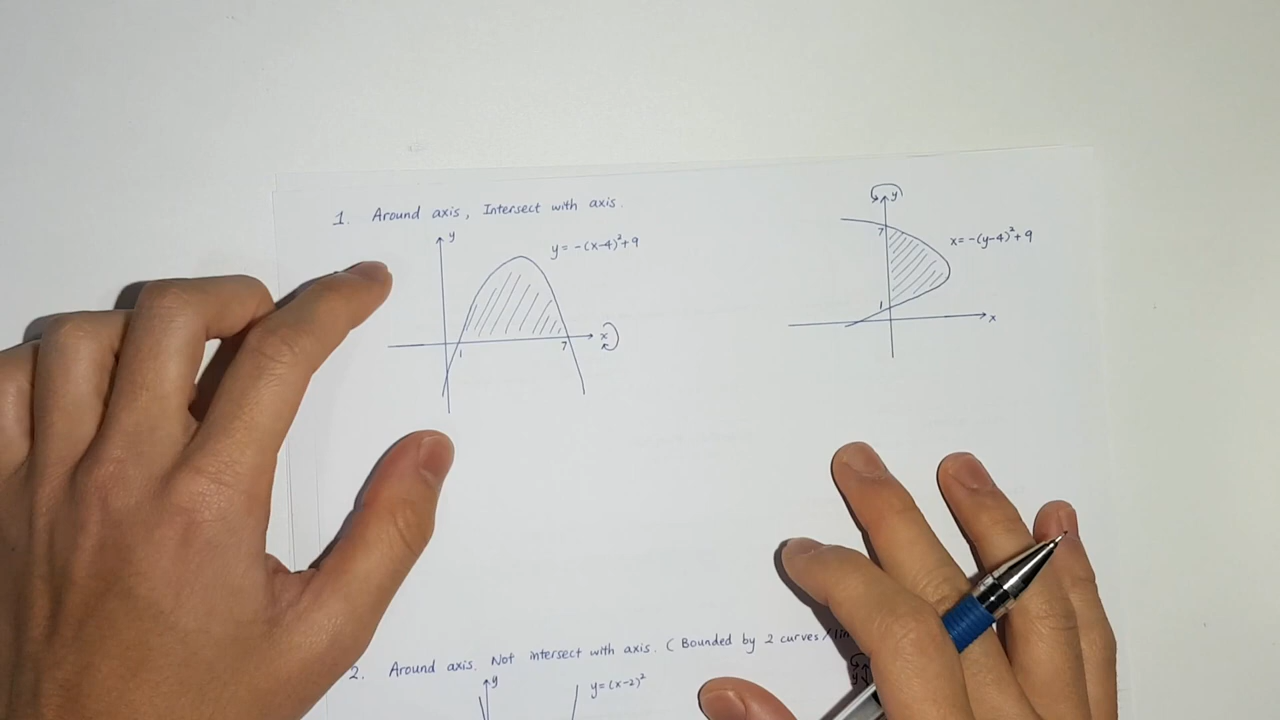 1. Around axis, Intersect with axis.
y
y = -(x-4)²+9
x
1
7
y
x = -(y-4)²+9
7
1
x
2. Around axis. Not intersect with axis. (Bounded by 2 curves/
y
y = (x-2)²
y